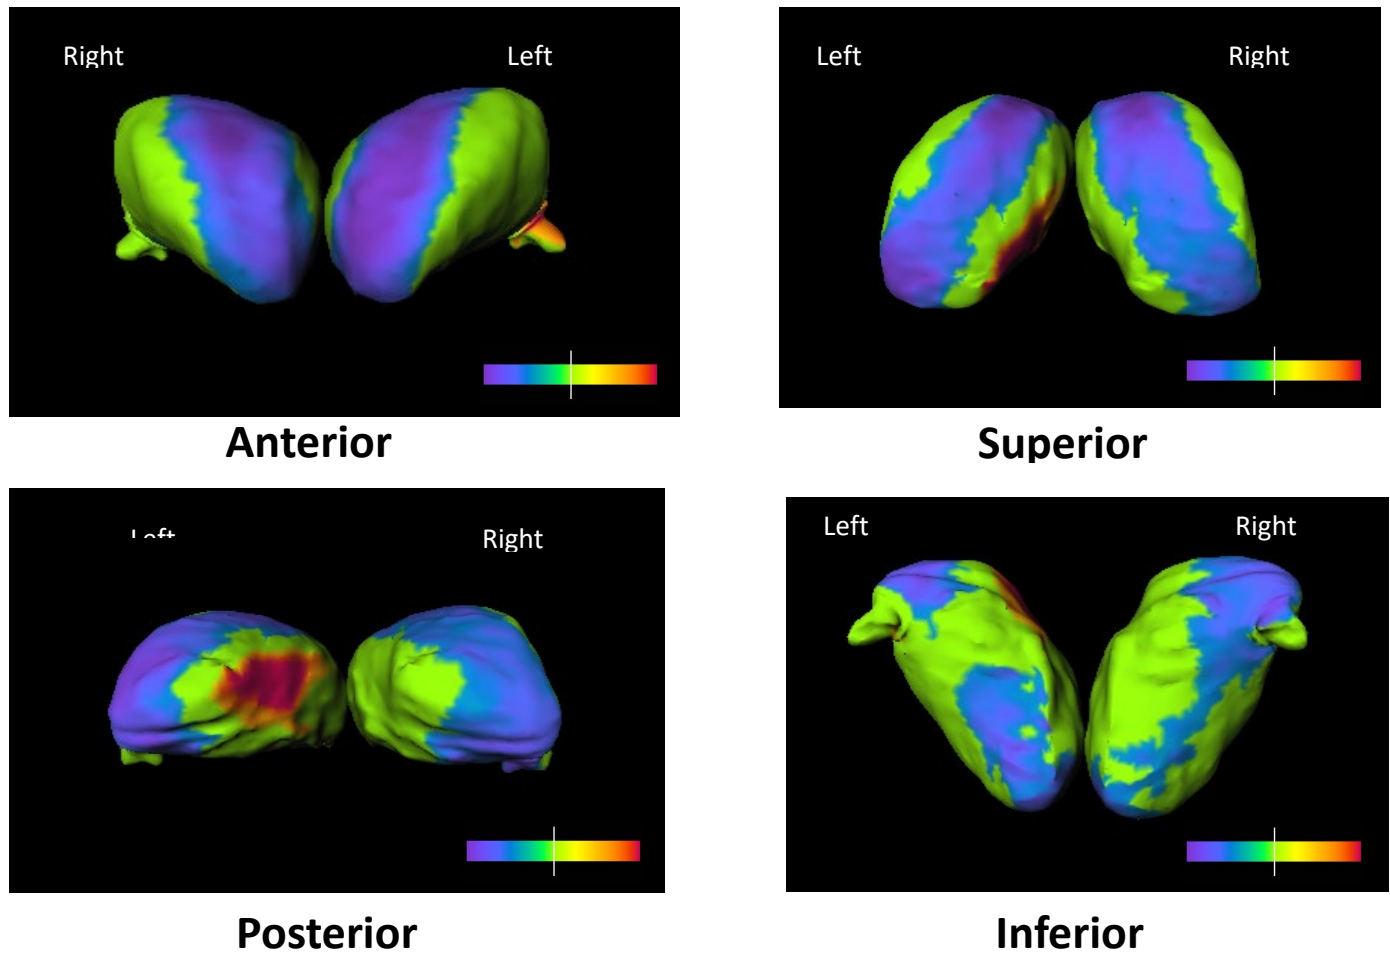 Right Left
Left Right
Anterior
Superior
Right
Left Right
Posterior
Inferior